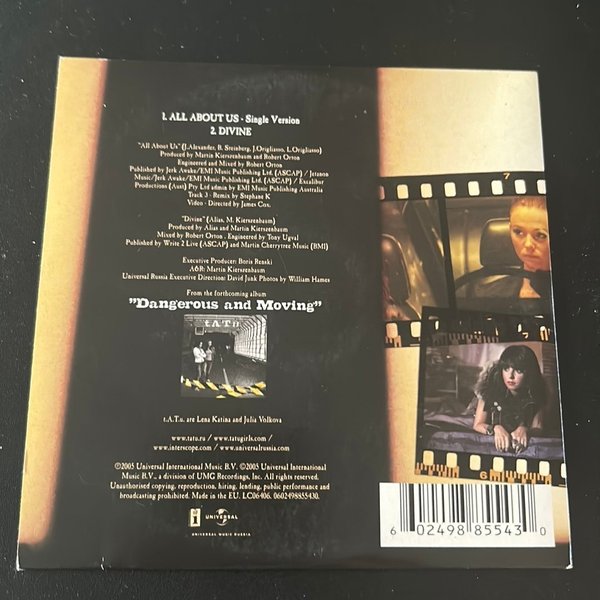 1. ALL ABOUT US - Single Version
2. DIVINE
"All About Us" (J.Alexander, B. Steinberg, J.Origliasso, L.Origliasso)
Produced by Martin Kierszenbaum and Robert Orton
Engineered and Mixed by Robert Orton
Published by Jerk Awake/EMI Music Publishing Ltd. (ASCAP) / Jetanon
Music/Jerk Awake/EMI Music Publishing Ltd. (ASCAP) / Excalibur
Productions (Aust) Pty Ltd admin by EMI Music Publishing Australia
Track 3 - Remix by Stephane K
Video - Directed by James Cox.
"Divine" (Alias, M. Kierszenbaum)
Produced by Alias and Martin Kierszenbaum
Mixed by Robert Orton - Engineered by Tony Ugval
Published by Write 2 Live (ASCAP) and Martin Cherrytree Music (BMI)
Executive Producer: Boris Renski
A&R: Martin Kierszenbaum
Universal Russia Executive Direction: David Junk Photos by William Hames
From the forthcoming album
"Dangerous and Moving"
t.A.T.u.
t.A.T.u. are Lena Katina and Julia Volkova
www.tatu.ru / www.tatugirls.com /
www.interscope.com / www.universalrussia.com
℗2005 Universal International Music B.V. ©2005 Universal International
Music B.V., a division of UMG Recordings, Inc. All rights reserved.
Unauthorised copying, reproduction, hiring, lending, public performance and
broadcasting prohibited. Made in the EU. LC06406. 0602498855430.
UNIVERSAL
UNIVERSAL MUSIC RUSSIA
7
6
6 02498 85543 0